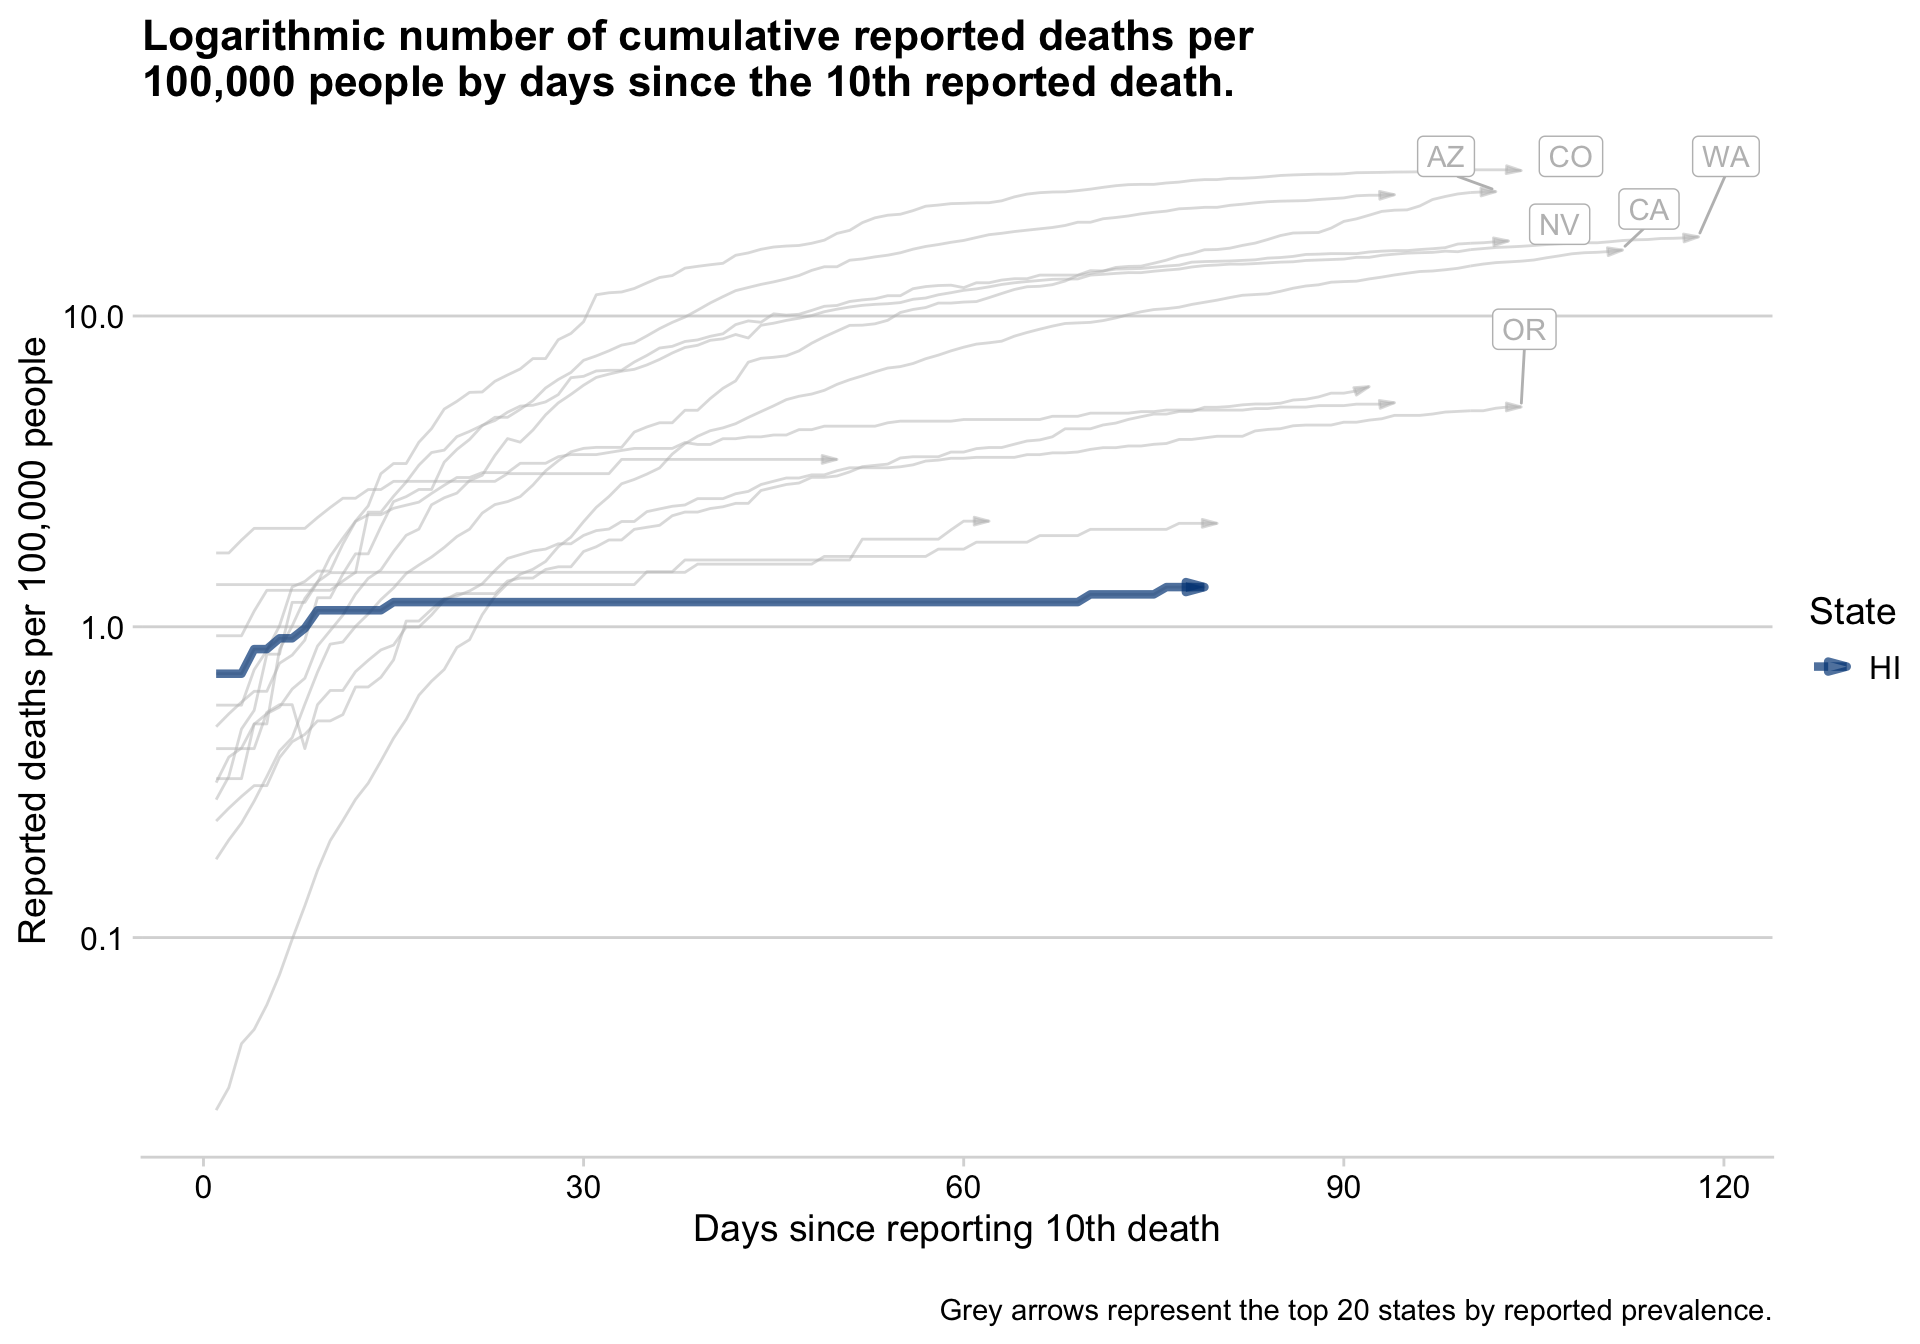 Logarithmic number of cumulative reported deaths per
100,000 people by days since the 10th reported death.
AZ
CO
WA
CA
NV
OR
10.0
1.0
0.1
Reported deaths per 100,000 people
0
30
60
90
120
Days since reporting 10th death
State
HI
Grey arrows represent the top 20 states by reported prevalence.